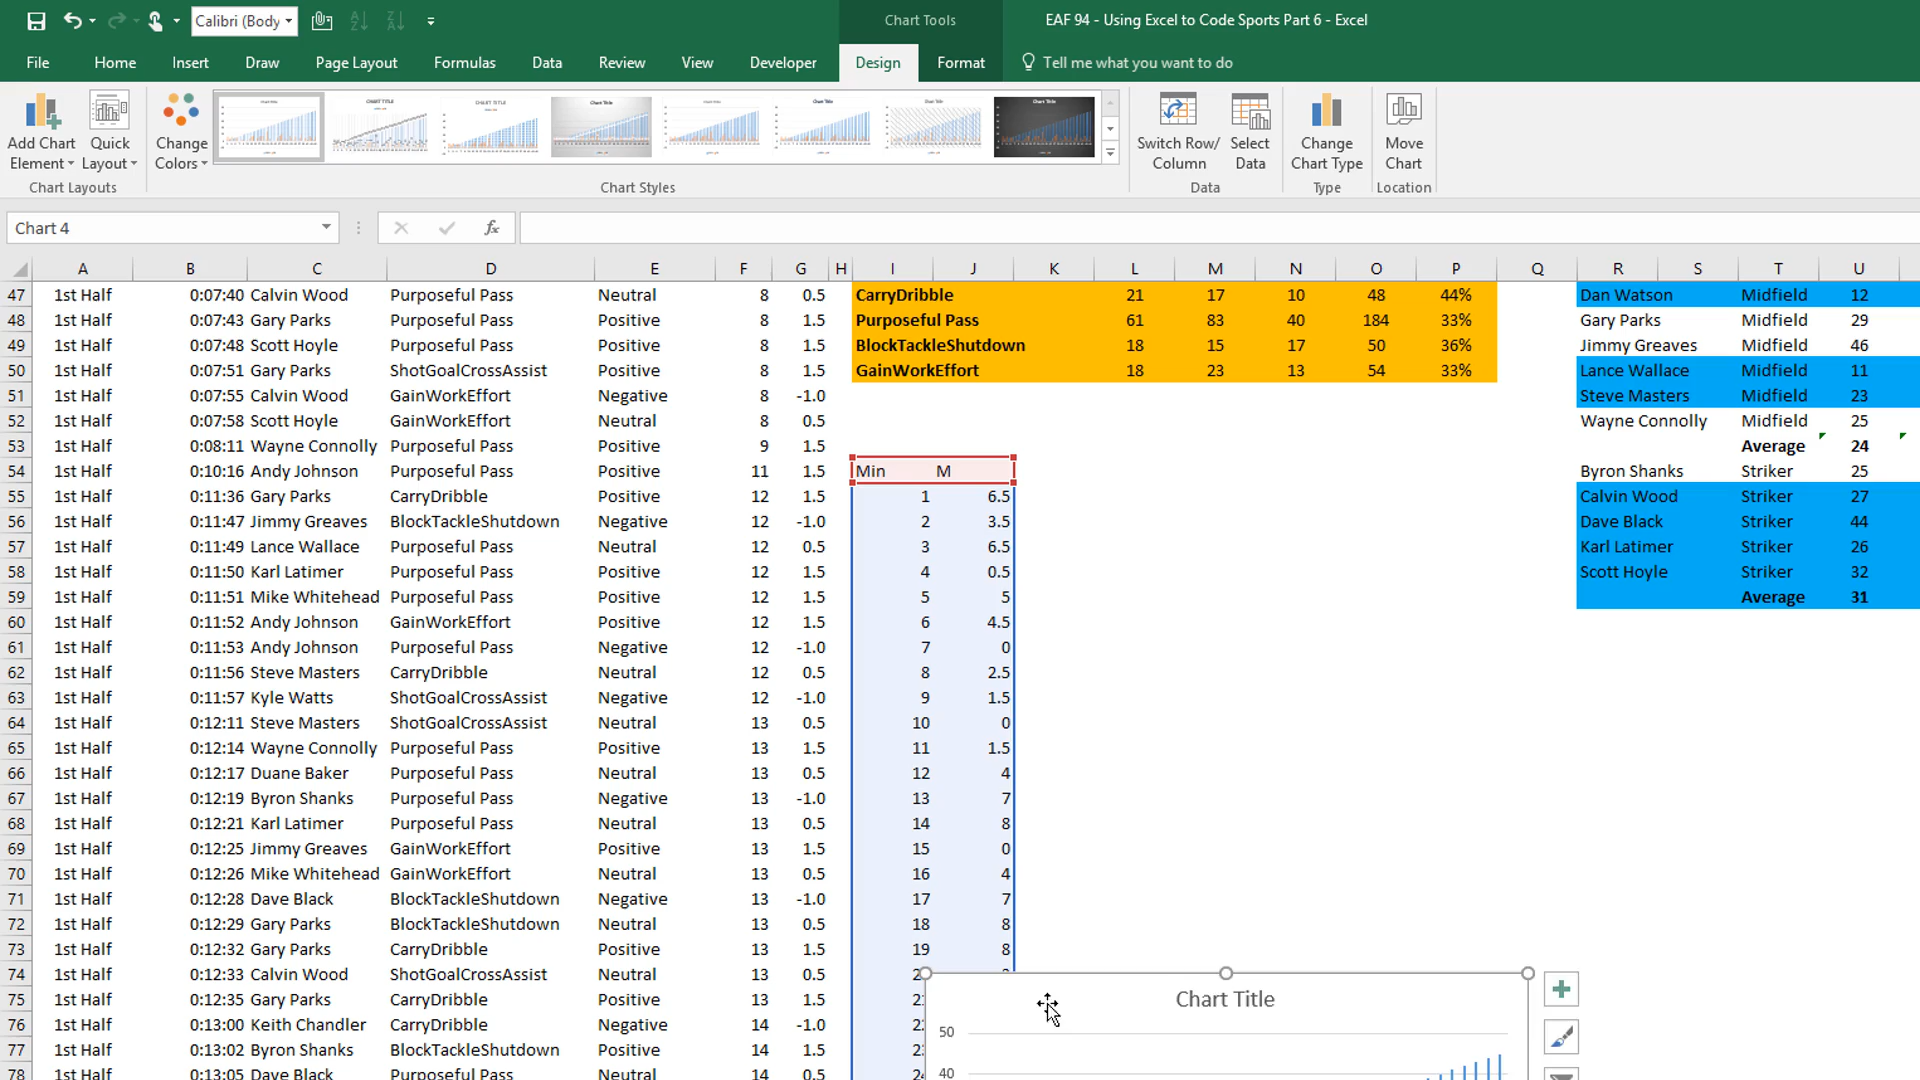 Calibri (Body
Chart Tools
EAF 94 - Using Excel to Code Sports Part 6 - Excel
File Home Insert Draw Page Layout Formulas Data Review View Developer Design Format Tell me what you want to do
Add Chart Element
Quick Layout
Change Colors
Switch Row/ Column
Select Data
Change Chart Type
Move Chart
Chart Layouts Chart Styles Data Type Location
Chart 4 fx
A B C D E F G H I J K L M N O P Q R S T U
47 1st Half 0:07:40 Calvin Wood Purposeful Pass Neutral 8 0.5 CarryDribble 21 17 10 48 44% Dan Watson Midfield 12
48 1st Half 0:07:43 Gary Parks Purposeful Pass Positive 8 1.5 Purposeful Pass 61 83 40 184 33% Gary Parks Midfield 29
49 1st Half 0:07:48 Scott Hoyle Purposeful Pass Positive 8 1.5 BlockTackleShutdown 18 15 17 50 36% Jimmy Greaves Midfield 46
50 1st Half 0:07:51 Gary Parks ShotGoalCrossAssist Positive 8 1.5 GainWorkEffort 18 23 13 54 33% Lance Wallace Midfield 11
51 1st Half 0:07:55 Calvin Wood GainWorkEffort Negative 8 -1.0 Steve Masters Midfield 23
52 1st Half 0:07:58 Scott Hoyle GainWorkEffort Neutral 8 0.5 Wayne Connolly Midfield 25
53 1st Half 0:08:11 Wayne Connolly Purposeful Pass Positive 9 1.5 Average 24
54 1st Half 0:10:16 Andy Johnson Purposeful Pass Positive 11 1.5 Min M Byron Shanks Striker 25
55 1st Half 0:11:36 Gary Parks CarryDribble Positive 12 1.5 1 6.5 Calvin Wood Striker 27
56 1st Half 0:11:47 Jimmy Greaves BlockTackleShutdown Negative 12 -1.0 2 3.5 Dave Black Striker 44
57 1st Half 0:11:49 Lance Wallace Purposeful Pass Neutral 12 0.5 3 6.5 Karl Latimer Striker 26
58 1st Half 0:11:50 Karl Latimer Purposeful Pass Positive 12 1.5 4 0.5 Scott Hoyle Striker 32
59 1st Half 0:11:51 Mike Whitehead Purposeful Pass Positive 12 1.5 5 5 Average 31
60 1st Half 0:11:52 Andy Johnson GainWorkEffort Positive 12 1.5 6 4.5
61 1st Half 0:11:53 Andy Johnson Purposeful Pass Negative 12 -1.0 7 0
62 1st Half 0:11:56 Steve Masters CarryDribble Neutral 12 0.5 8 2.5
63 1st Half 0:11:57 Kyle Watts ShotGoalCrossAssist Negative 12 -1.0 9 1.5
64 1st Half 0:12:11 Steve Masters ShotGoalCrossAssist Neutral 13 0.5 10 0
65 1st Half 0:12:14 Wayne Connolly Purposeful Pass Positive 13 1.5 11 1.5
66 1st Half 0:12:17 Duane Baker Purposeful Pass Neutral 13 0.5 12 4
67 1st Half 0:12:19 Byron Shanks Purposeful Pass Negative 13 -1.0 13 7
68 1st Half 0:12:21 Karl Latimer Purposeful Pass Neutral 13 0.5 14 8
69 1st Half 0:12:25 Jimmy Greaves GainWorkEffort Positive 13 1.5 15 0
70 1st Half 0:12:26 Mike Whitehead GainWorkEffort Neutral 13 0.5 16 4
71 1st Half 0:12:28 Dave Black BlockTackleShutdown Negative 13 -1.0 17 7
72 1st Half 0:12:29 Gary Parks BlockTackleShutdown Neutral 13 0.5 18 8
73 1st Half 0:12:32 Gary Parks CarryDribble Positive 13 1.5 19 8
74 1st Half 0:12:33 Calvin Wood ShotGoalCrossAssist Neutral 13 0.5
75 1st Half 0:12:35 Gary Parks CarryDribble Positive 13 1.5 Chart Title
76 1st Half 0:13:00 Keith Chandler CarryDribble Negative 14 -1.0 50
77 1st Half 0:13:02 Byron Shanks BlockTackleShutdown Positive 14 1.5
78 1st Half 0:13:05 Dave Black Purposeful Pass Neutral 14 0.5 40